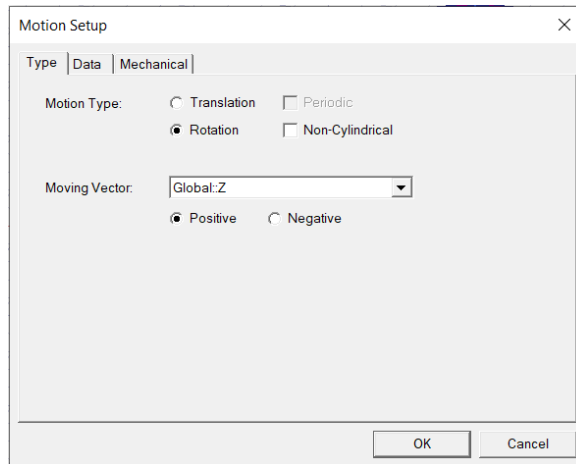 Motion Setup
Type Data Mechanical
Motion Type: Translation Periodic
Rotation Non-Cylindrical
Moving Vector: Global::Z
Positive Negative
OK Cancel